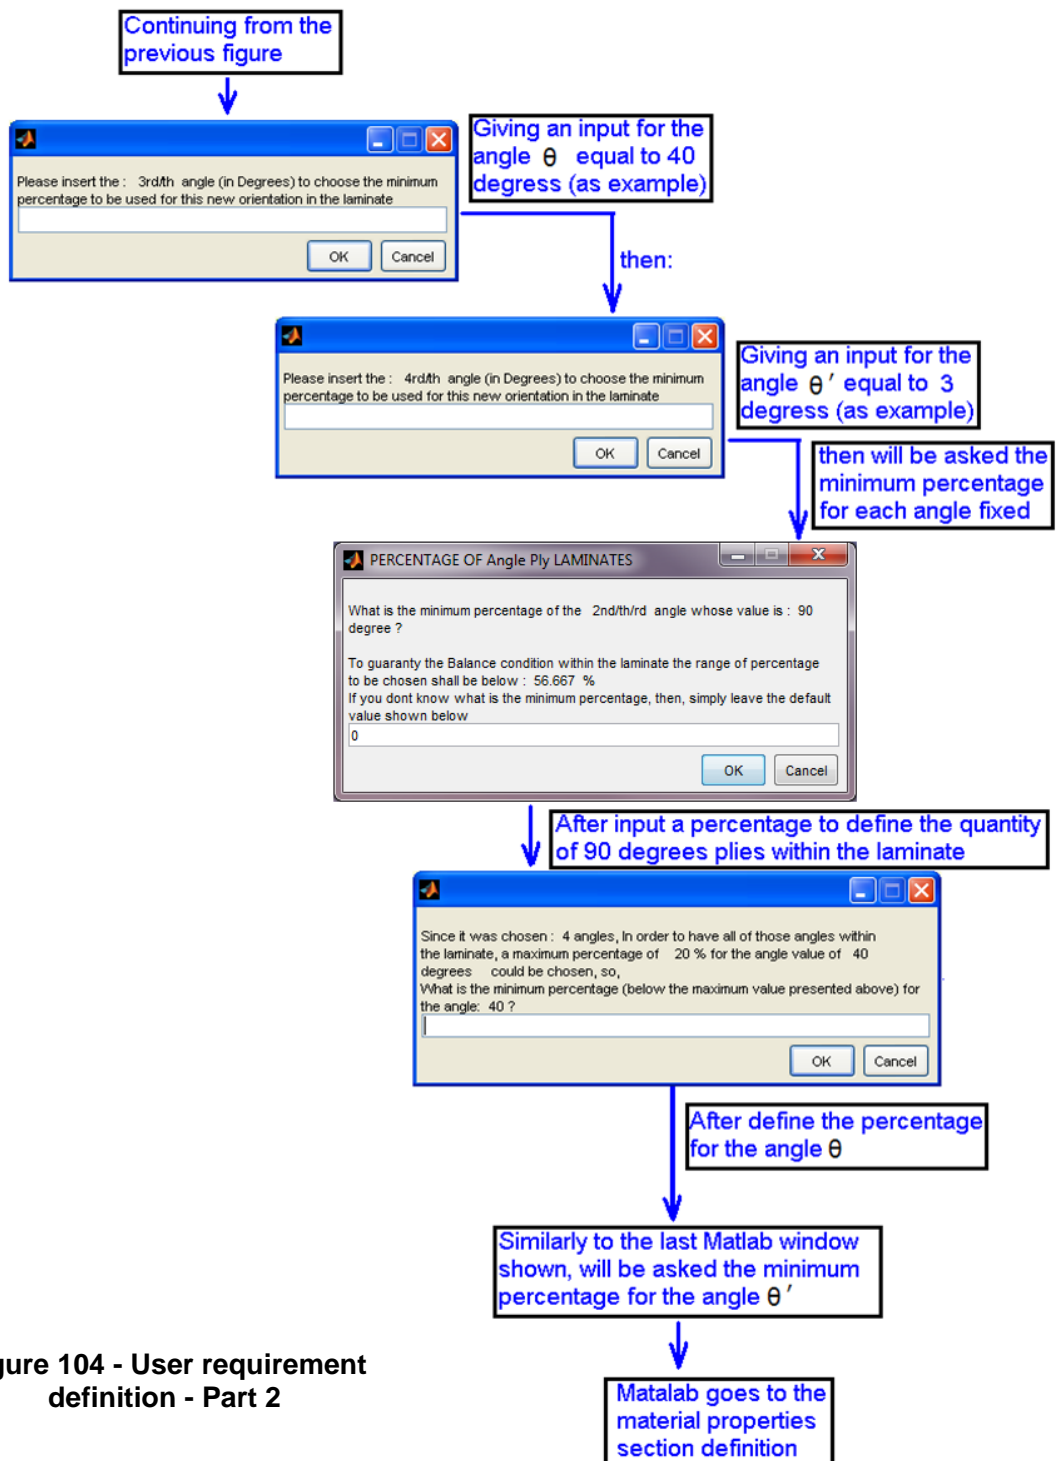 Continuing from the
previous figure
Please insert the : 3rd/th angle (in Degrees) to choose the minimum
percentage to be used for this new orientation in the laminate
OK
Cancel
Giving an input for the
angle θ equal to 40
degress (as example)
then:
Please insert the : 4rd/th angle (in Degrees) to choose the minimum
percentage to be used for this new orientation in the laminate
OK
Cancel
Giving an input for the
angle θ′ equal to 3
degress (as example)
then will be asked the
minimum percentage
for each angle fixed
PERCENTAGE OF Angle Ply LAMINATES
What is the minimum percentage of the 2nd/th/rd angle whose value is : 90
degree ?
To guaranty the Balance condition within the laminate the range of percentage
to be chosen shall be below : 56.667 %
If you dont know what is the minimum percentage, then, simply leave the default
value shown below
0
OK
Cancel
After input a percentage to define the quantity
of 90 degrees plies within the laminate
Since it was chosen : 4 angles, In order to have all of those angles within
the laminate, a maximum percentage of 20 % for the angle value of 40
degrees could be chosen, so,
What is the minimum percentage (below the maximum value presented above) for
the angle: 40 ?
OK
Cancel
After define the percentage
for the angle θ
Similarly to the last Matlab window
shown, will be asked the minimum
percentage for the angle θ′
gure 104 - User requirement
definition - Part 2
Matalab goes to the
material properties
section definition